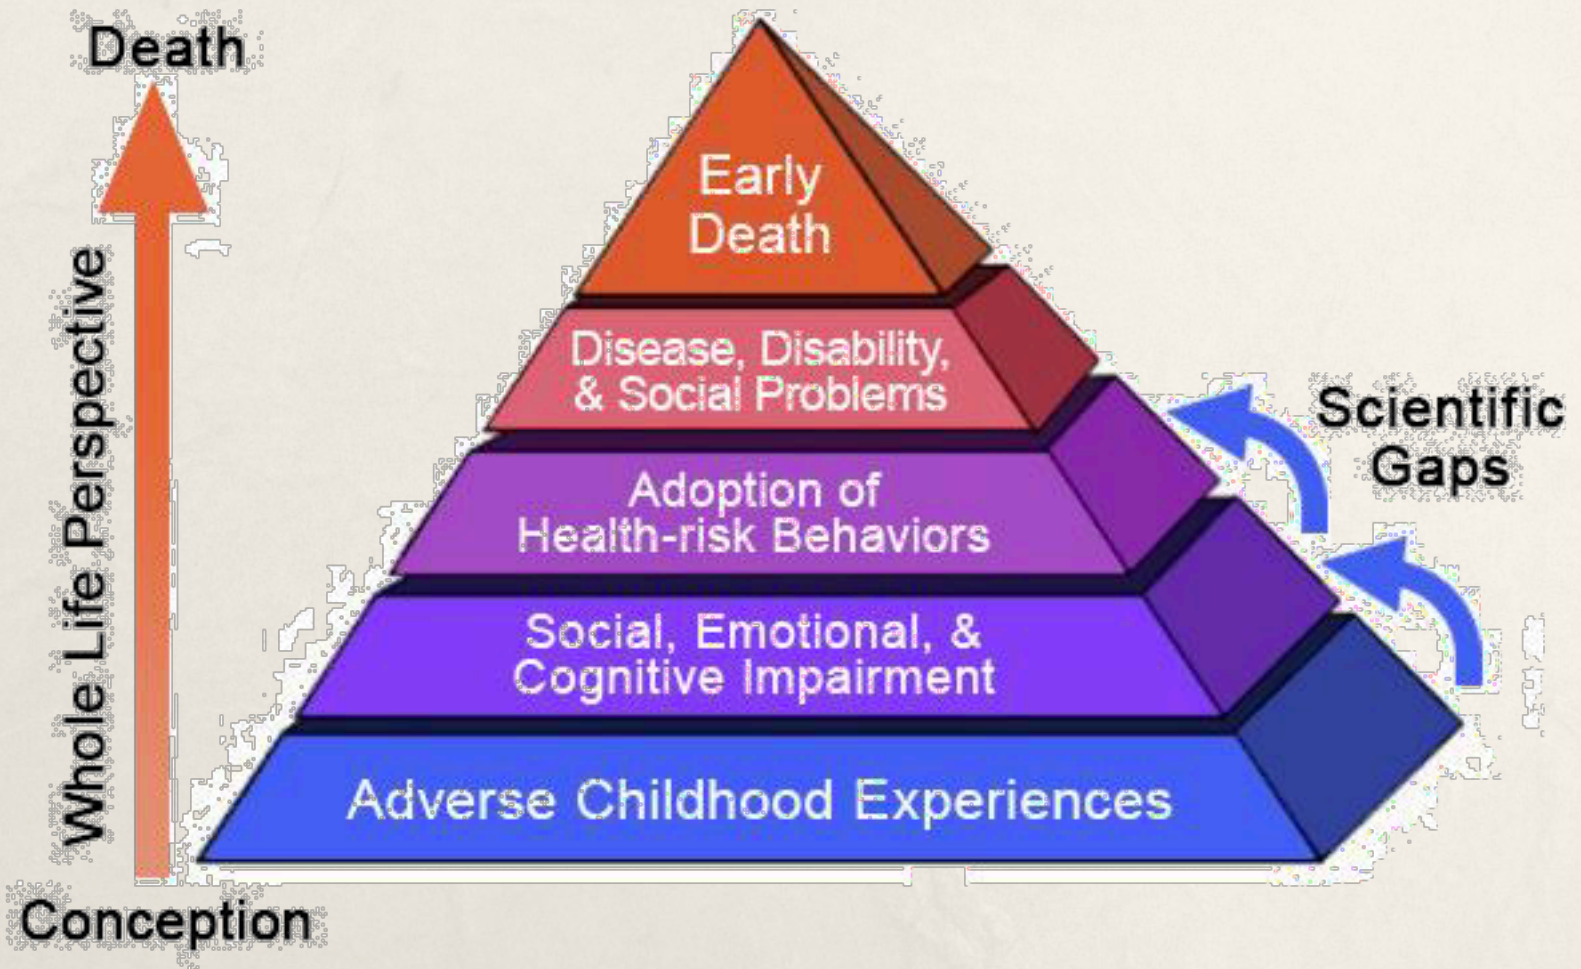 Death
Whole Life Perspective
Conception
Early
Death
Disease, Disability,
& Social Problems
Adoption of
Health-risk Behaviors
Social, Emotional, &
Cognitive Impairment
Adverse Childhood Experiences
Scientific
Gaps